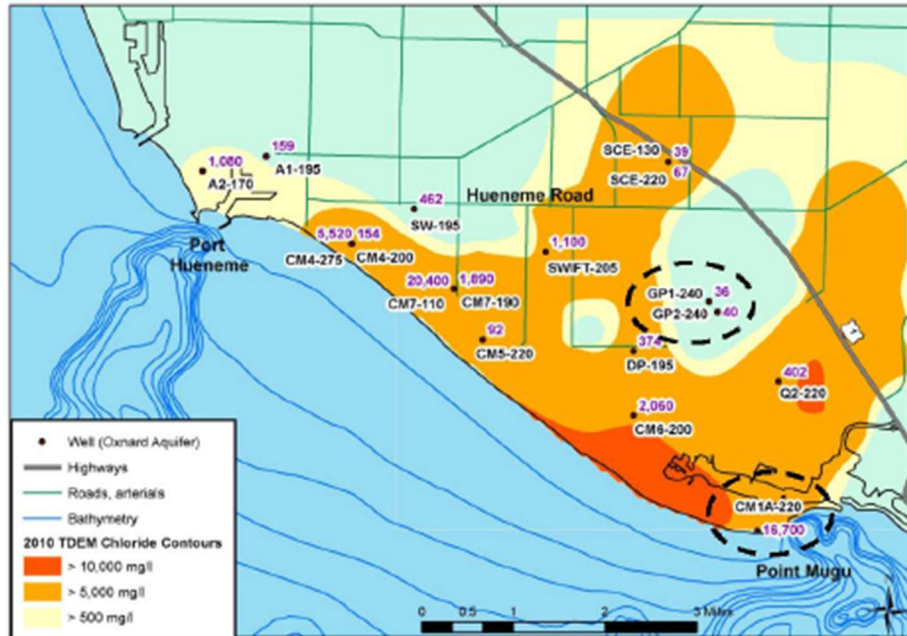 159
1,080
A1-195
A2-170
SCE-130
39
SCE-220
67
462
Hueneme Road
SW-195
5,520 154
1,100
Port
Hueneme
CM4-275
CM4-200
SWIFT-205
20,400
1,890
CM7-110
CM7-190
GP1-240
36
GP2-240
40
92
CM5-220
374
DP-195
402
Q2-220
2,060
CM6-200
CM1A-220
16,700
Point Mugu
Well (Oxnard Aquifer)
Highways
Roads, arterials
Bathymetry
2010 TDEM Chloride Contours
> 10,000 mg/l
> 5,000 mg/l
> 500 mg/l
0 0.5 1 2 3 Miles